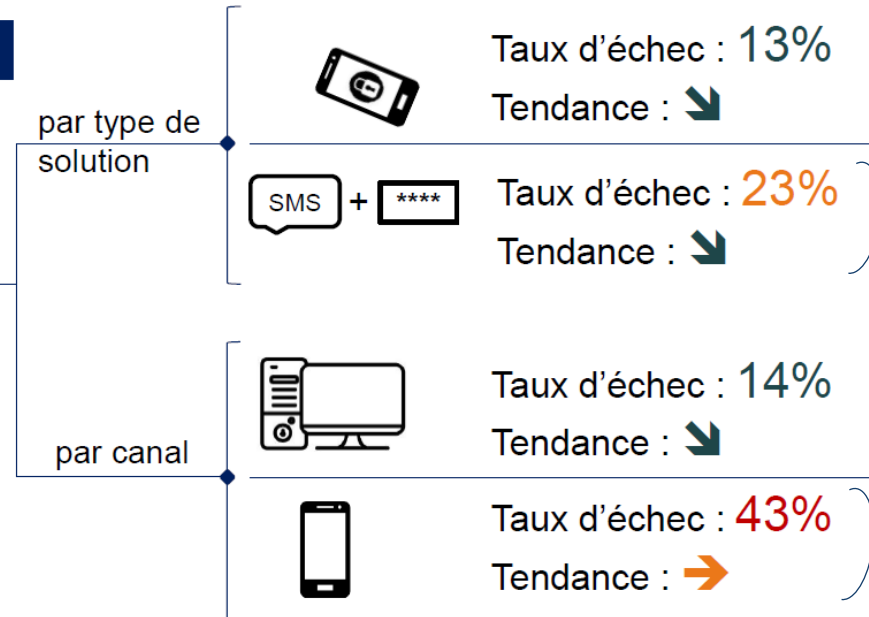 par type de
solution
Taux d’échec : 13%
Tendance :
SMS + ****
Taux d’échec : 23%
Tendance :
par canal
Taux d’échec : 14%
Tendance :
Taux d’échec : 43%
Tendance :